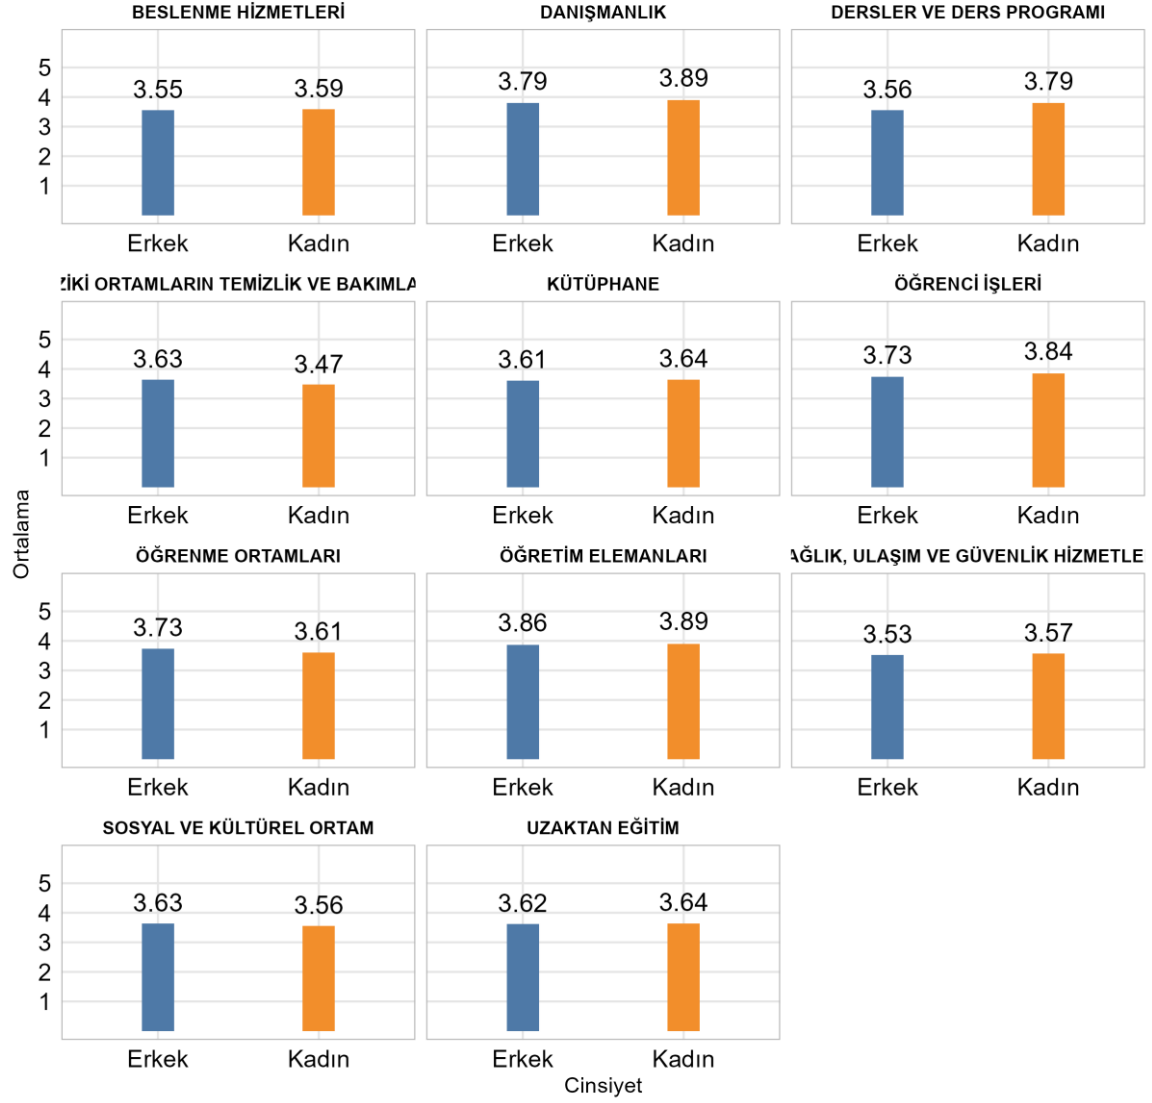 BESLENME HİZMETLERİ
DANIŞMANLIK
DERSLER VE DERS PROGRAMI
5
4
3
2
1
3.55
3.59
3.79
3.89
3.56
3.79
Erkek
Kadın
Erkek
Kadın
Erkek
Kadın
ZİKİ ORTAMLARIN TEMİZLİK VE BAKIMLA
KÜTÜPHANE
ÖĞRENCİ İŞLERİ
5
4
3
2
1
3.63
3.47
3.61
3.64
3.73
3.84
Erkek
Kadın
Erkek
Kadın
Erkek
Kadın
Ortalama
ÖĞRENME ORTAMLARI
ÖĞRETİM ELEMANLARI
AĞLIK, ULAŞIM VE GÜVENLİK HİZMETLE
5
4
3
2
1
3.73
3.61
3.86
3.89
3.53
3.57
Erkek
Kadın
Erkek
Kadın
Erkek
Kadın
SOSYAL VE KÜLTÜREL ORTAM
UZAKTAN EĞİTİM
5
4
3
2
1
3.63
3.56
3.62
3.64
Erkek
Kadın
Erkek
Kadın
Cinsiyet